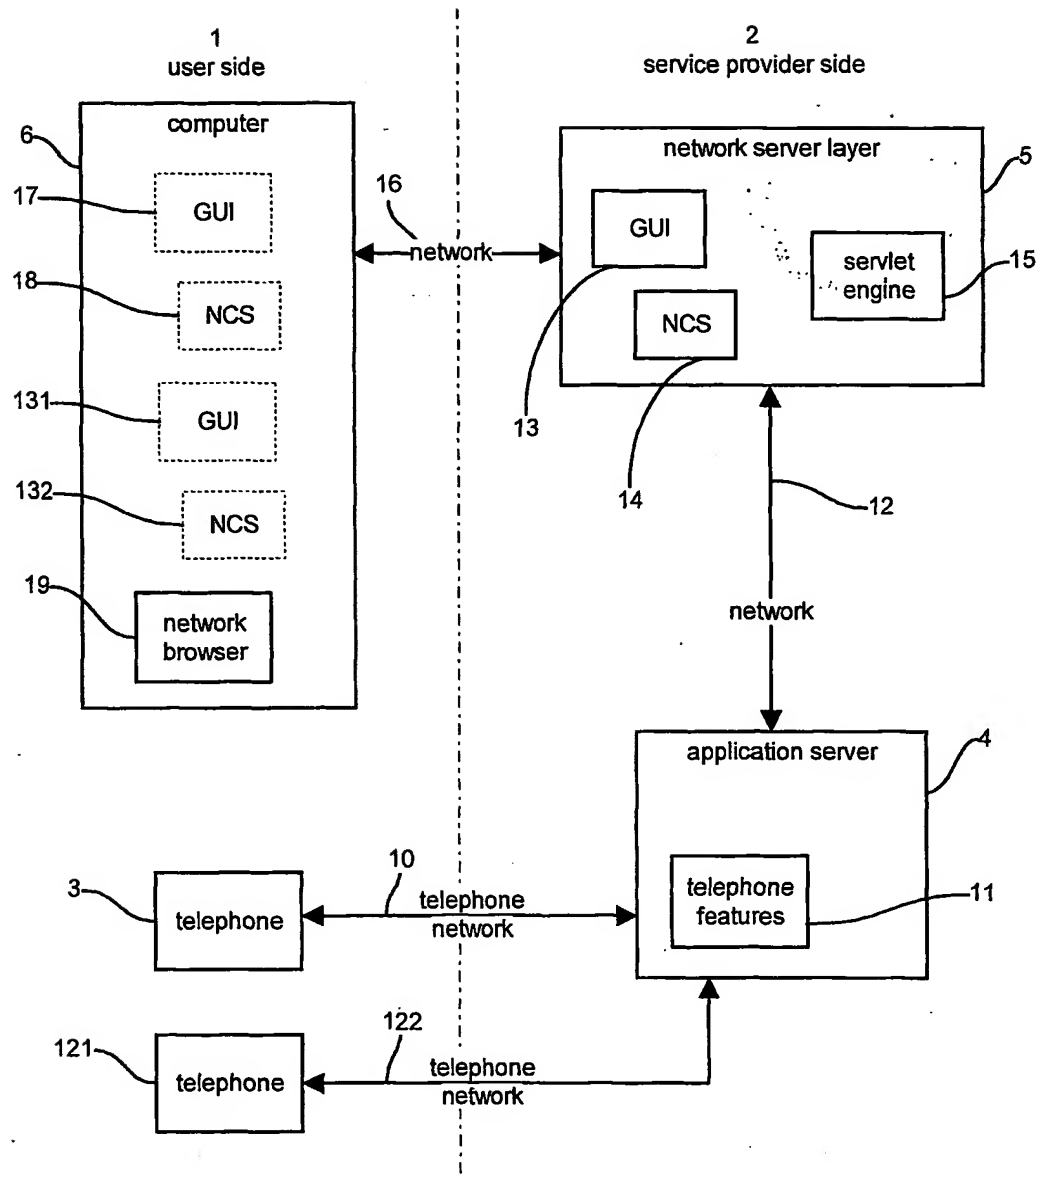 1
user side
2
service provider side
computer
6
17
GUI
18
NCS
131
GUI
132
NCS
19
network
browser
16
network
network server layer
5
GUI
servlet
engine
15
NCS
13
14
12
network
application server
4
telephone
features
11
3
telephone
10
telephone
network
121
telephone
122
telephone
network